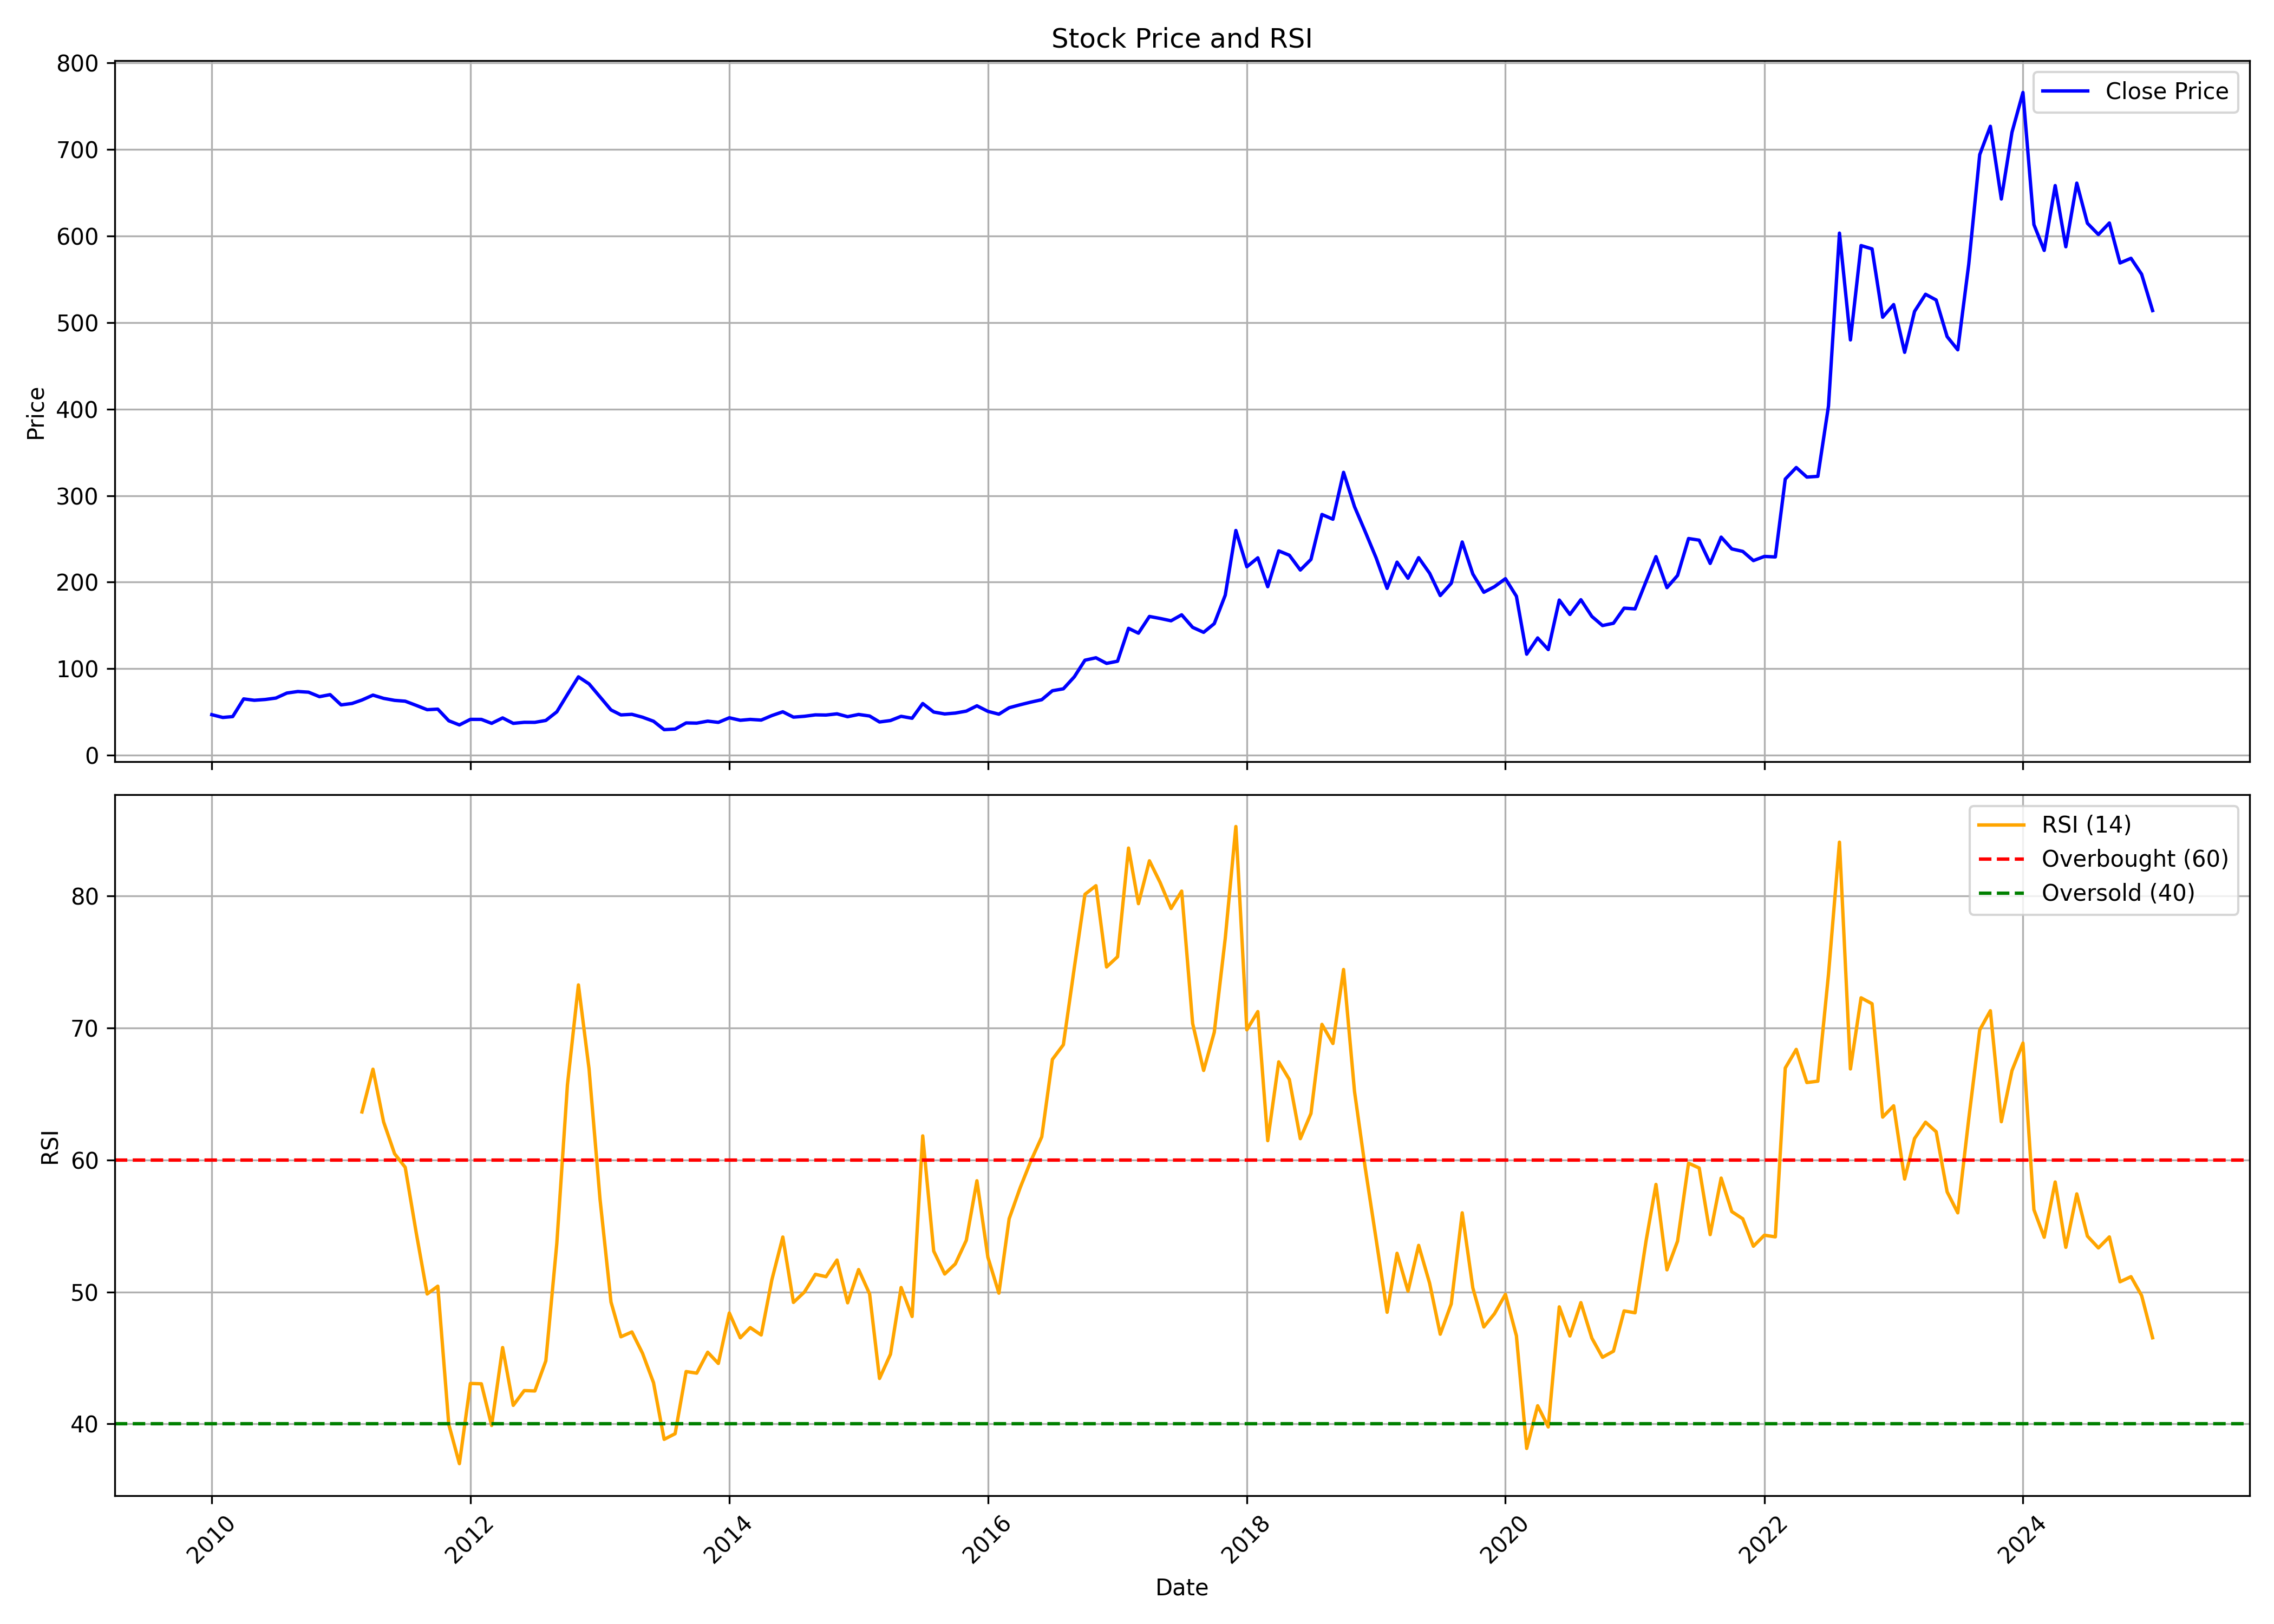 Stock Price and RSI
Close Price
800
700
600
500
400
300
200
100
0
Price
RSI (14)
Overbought (60)
Oversold (40)
80
70
60
50
40
RSI
2010
2012
2014
2016
2018
2020
2022
2024
Date